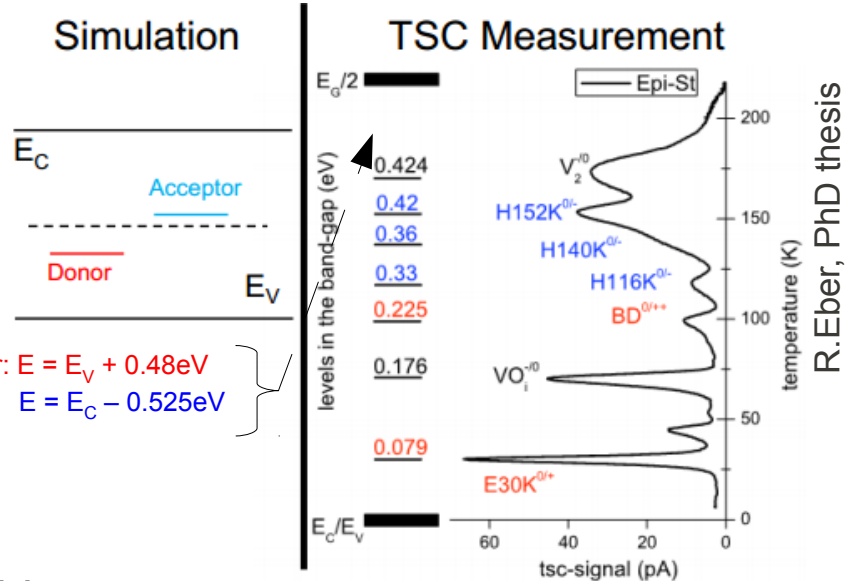 Simulation
E_C
Acceptor
Donor
E_V
r: E = E_V + 0.48eV
E = E_C – 0.525eV
TSC Measurement
E_G/2
levels in the band-gap (eV)
0.424
0.42
0.36
0.33
0.225
0.176
0.079
E_C/E_V
Epi-St
V_2^-/0
H152K^0/-
H140K^0/-
H116K^0/-
BD^0/++
VO_i^-/0
E30K^0/+
200
150
100
50
0
temperature (K)
60 40 20 0
tsc-signal (pA)
R.Eber, PhD thesis